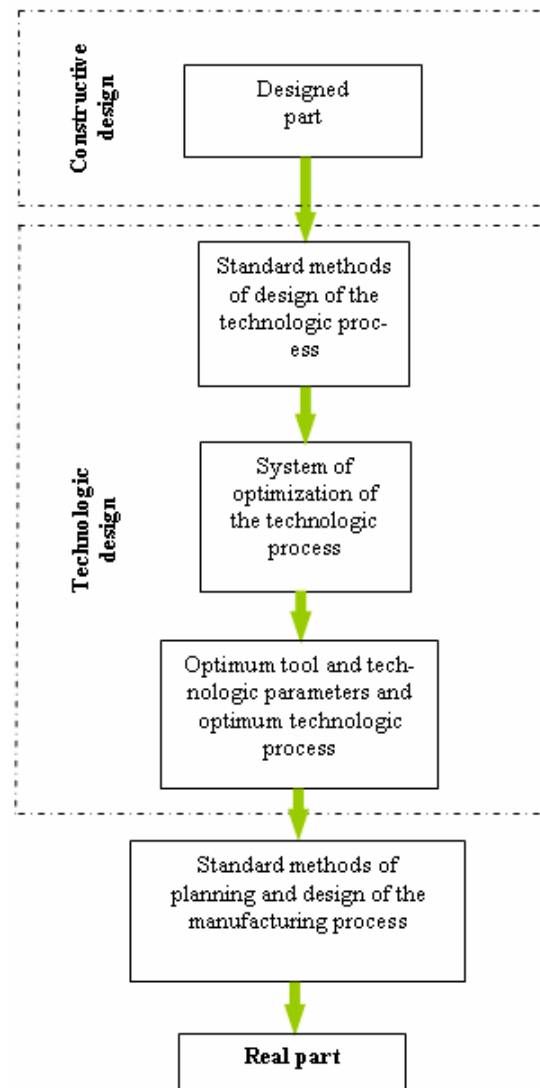 Constructive
design
Designed
part
Technologic
design
Standard methods
of design of the
technologic proc-
ess
System of
optimization of
the technologic
process
Optimum tool and tech-
nologic parameters and
optimum technologic
process
Standard methods of
planning and design of the
manufacturing process
Real part